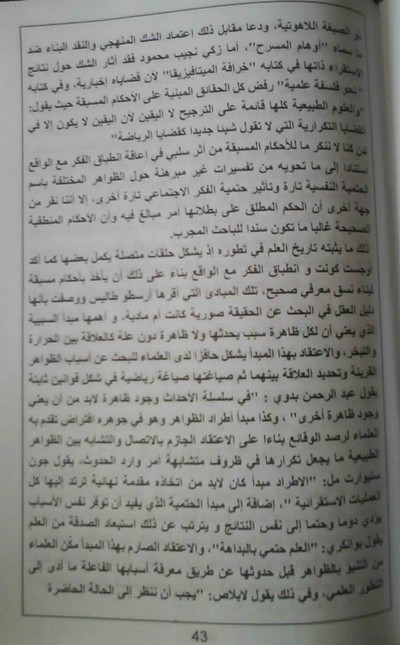 ذو الصبغة اللاهوتية، ودعا مقابل ذلك اعتماد الشك المنهجي والنقد البناء ضد
ما سماه "أوهام المسرح"، أما زكي نجيب محمود فقد أثار الشك حول نتائج
الاستقراء ذاتها في كتابه "خرافة الميتافيزيقا" لأن قضاياه إخبارية، وفي كتابه
"نحو فلسفة علمية" رفض كل الحقائق المبنية على الأحكام المسبقة حيث يقول:
"والعلوم الطبيعية كلها قائمة على الترجيح لا اليقين لأن اليقين لا يكون إلا في
القضايا التكرارية التي لا تقول شيئا جديدا كقضايا الرياضة"
لئن كنا لا ننكر ما للأحكام المسبقة من أثر سلبي في إعاقة إنطباق الفكر مع الواقع
استنادا إلى ما تحويه من تفسيرات غير مبرهنة حول الظواهر المختلفة باسم
الحتمية النفسية تارة وتأثير حتمية الفكر الاجتماعي تارة أخرى، إلا أننا نقر من
جهة أخرى أن الحكم المطلق على بطلانها أمر مبالغ فيه وأن الأحكام المنطقية
الصحيحة غالبا ما تكون سندا للباحث المجرب.
ذلك ما يثبته تاريخ العلم في تطوره إذ يشكل حلقات متصلة يكمل بعضها كما أكد
أوجست كونت و انطباق الفكر مع الواقع بناء على ذلك أن يأخذ بأحكام مسبقة
لبناء نسق معرفي صحيح، تلك المبادئ التي أقرها أرسطو طاليس ووصفت بأنها
دليل العقل في البحث عن الحقيقة صورية كانت أم مادية، و أهمها مبدأ السببية
الذي يعني أن لكل ظاهرة سبب يحدثها ولا ظاهرة دون علة كالعلاقة بين الحرارة
والتبخر، والاعتقاد بهذا المبدأ يشكل حافزا لدى العلماء للبحث عن أسباب الظواهر
القريبة وتحديد العلاقة بينهما ثم صياغتها صياغة رياضية في شكل قوانين ثابتة
يقول عبد الرحمن بدوي : "في سلسلة الأحداث وجود ظاهرة لابد من أن يعني
وجود ظاهرة أخرى" ، وكذا مبدأ اطراد الظواهر وهو في جوهره افتراض تقدم به
العلماء لرصد الوقائع بناءا على الاعتقاد الجازم بالاتصال والتشابه بين الظواهر
الطبيعية ما يجعل تكرارها في ظروف متشابهة أمر وارد الحدوث، يقول جون
ستيوارت مل: "الاطراد مبدأ كان لابد من اتخاذه مقدمة نهائية ترتد إليها كل
العمليات الاستقرائية "، إضافة إلى مبدأ الحتمية الذي يفيد أن توفر نفس الأسباب
يؤدي دوما وحتما إلى نفس النتائج و يترتب عن ذلك استبعاد الصدفة من العلم
يقول بوانكري: "العلم حتمي بالبداهة"، والاعتقاد الصارم بهذا المبدأ مكن العلماء
من التنبؤ بالظواهر قبل حدوثها عن طريق معرفة أسبابها الفاعلة ما أدى إلى
التطور العلمي، وفي ذلك يقول لابلاص: "يجب أن ننظر إلى الحالة الحاضرة
43